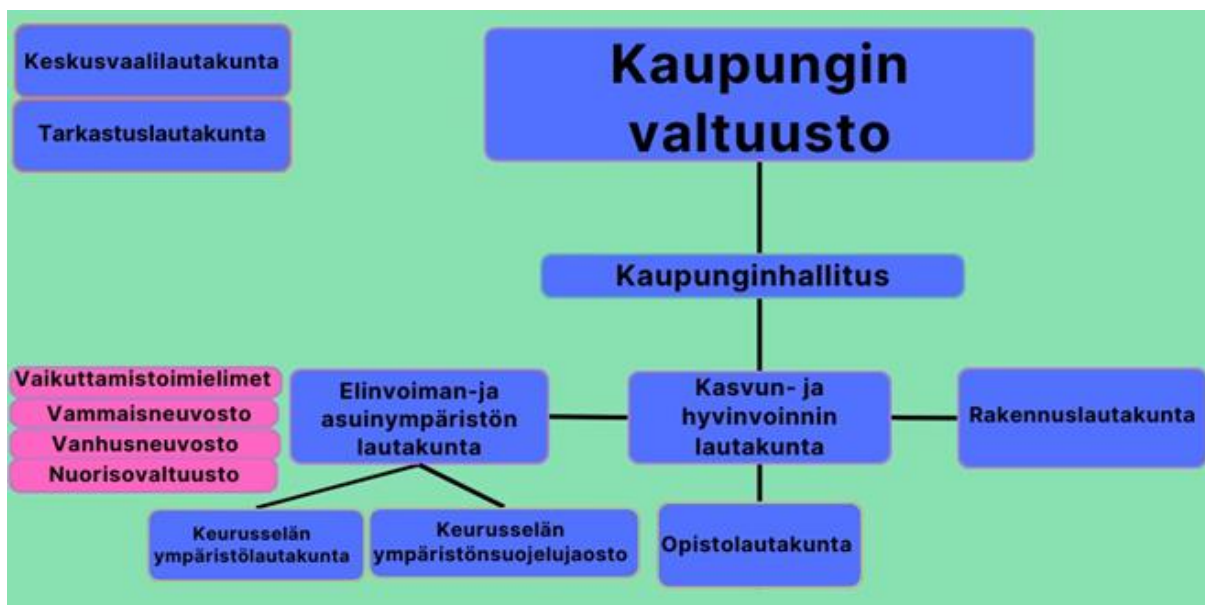 Keskusvaalilautakunta
Tarkastuslautakunta
Kaupungin
valtuusto
Kaupunginhallitus
Vaikuttamistoimielimet
Vammaisneuvosto
Vanhusneuvosto
Nuorisovaltuusto
Elinvoiman-ja
asuinympäristön
lautakunta
Kasvun- ja
hyvinvoinnin
lautakunta
Rakennuslautakunta
Keurusselän
ympäristölautakunta
Keurusselän
ympäristönsuojelujaosto
Opistolautakunta